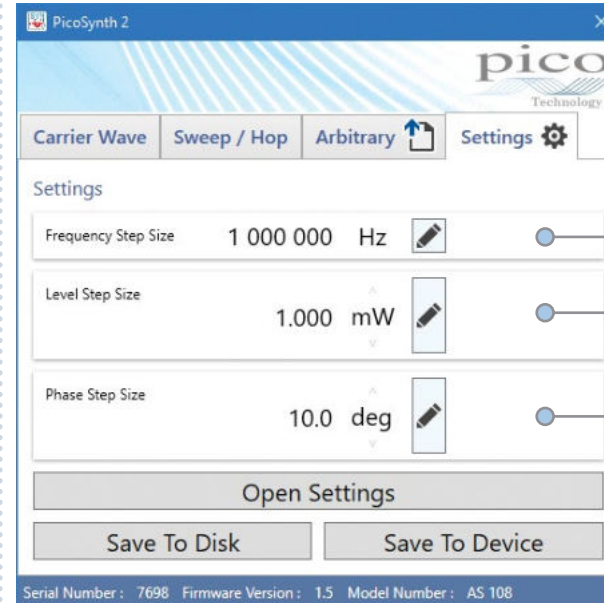 PicoSynth 2
pico
Technology
Carrier Wave Sweep / Hop Arbitrary Settings
Settings
Frequency Step Size 1 000 000 Hz
Level Step Size
1.000 mW
Phase Step Size
10.0 deg
Open Settings
Save To Disk Save To Device
Serial Number : 7698 Firmware Version : 1.5 Model Number : AS 108